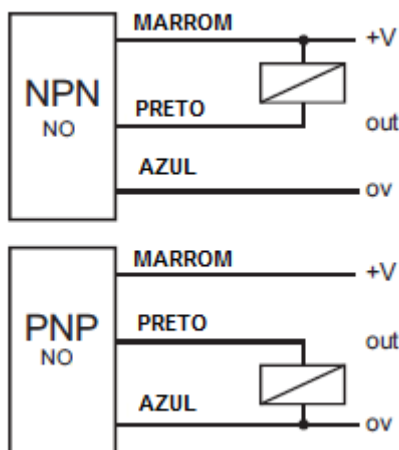 MARROM
+V
NPN
NO
PRETO
out
AZUL
ov
MARROM
+V
PNP
NO
PRETO
out
AZUL
ov